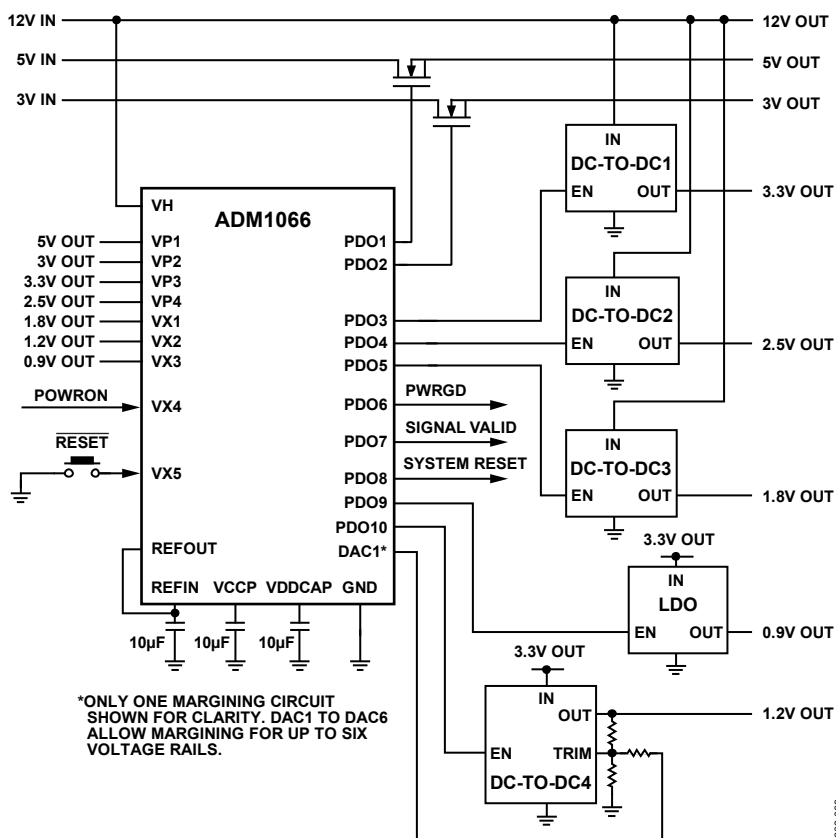 12V IN
12V OUT
5V IN
5V OUT
3V IN
3V OUT
IN
DC-TO-DC1
EN OUT
3.3V OUT
VH
ADM1066
5V OUT VP1
PDO1
3V OUT VP2
PDO2
3.3V OUT VP3
2.5V OUT VP4
1.8V OUT VX1
PDO3
1.2V OUT VX2
PDO4
0.9V OUT VX3
PDO5
IN
DC-TO-DC2
EN OUT
2.5V OUT
POWRON
VX4
PDO6
PWRGD
PDO7
SIGNAL VALID
RESET
VX5
PDO8
SYSTEM RESET
PDO9
PDO10
IN
DC-TO-DC3
EN OUT
1.8V OUT
REFOUT
DAC1*
REFIN VCCP VDDCAP GND
10µF 10µF 10µF
3.3V OUT
IN
LDO
EN OUT
0.9V OUT
3.3V OUT
IN
OUT
1.2V OUT
EN TRIM
DC-TO-DC4
*ONLY ONE MARGINING CIRCUIT
SHOWN FOR CLARITY. DAC1 TO DAC6
ALLOW MARGINING FOR UP TO SIX
VOLTAGE RAILS.